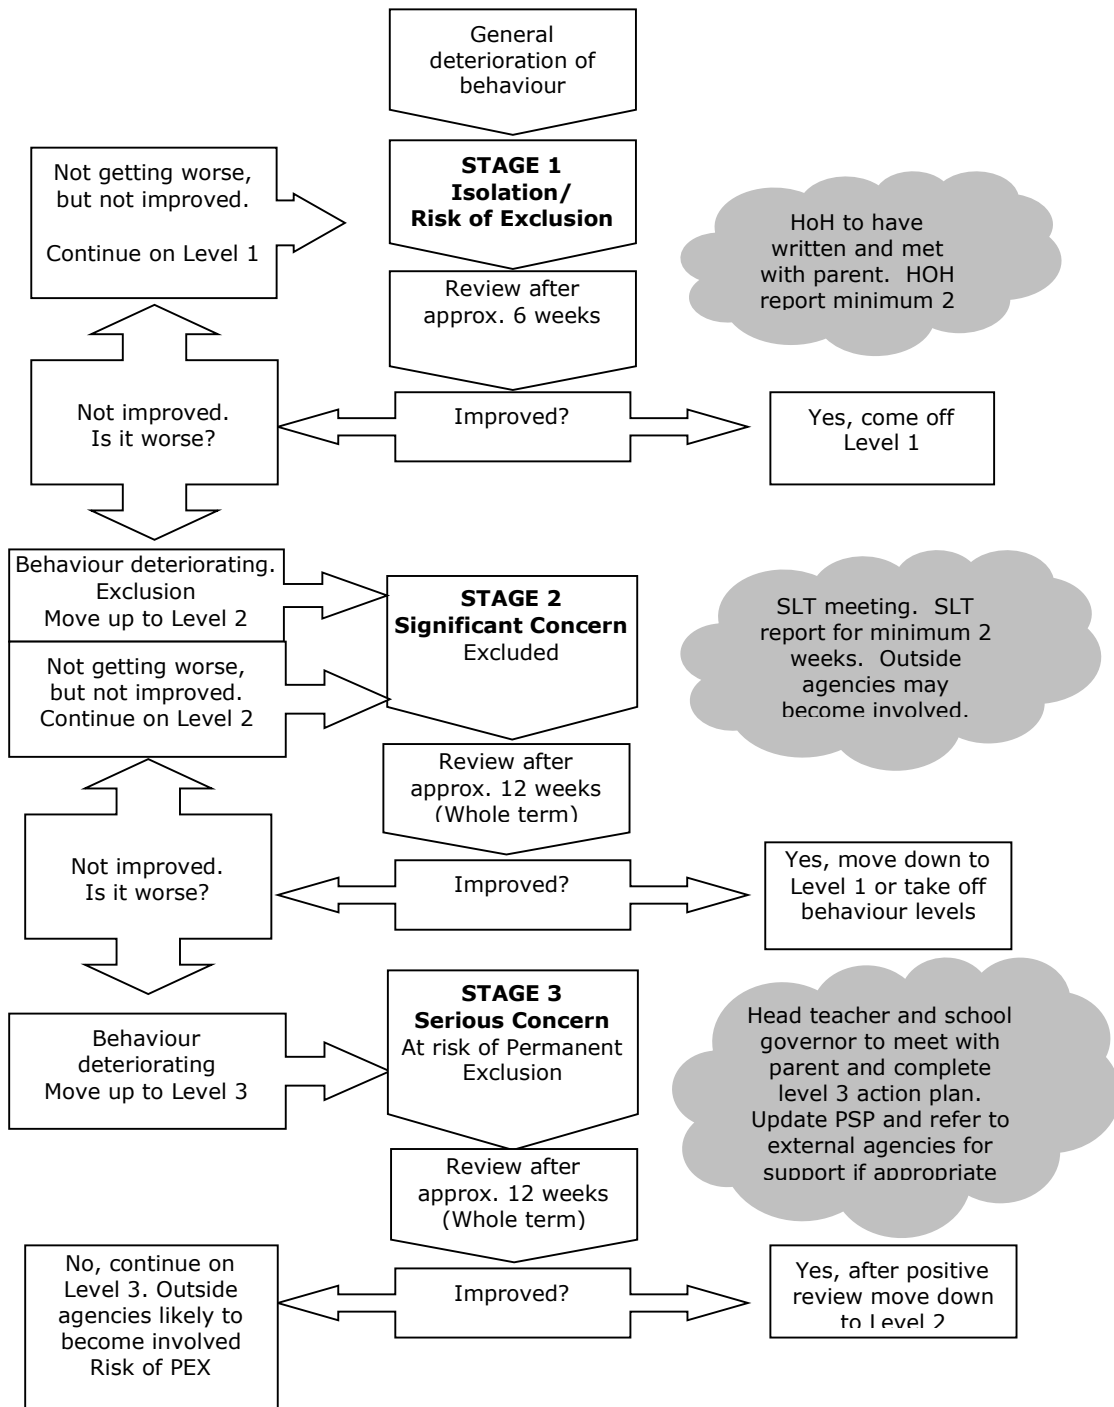 General
deterioration of
behaviour
STAGE 1
Isolation/
Risk of Exclusion
Not getting worse,
but not improved.
Continue on Level 1
HoH to have
written and met
with parent.  HOH
report minimum 2
Review after
approx. 6 weeks
Not improved.
Is it worse?
Improved?
Yes, come off
Level 1
Behaviour deteriorating.
Exclusion
Move up to Level 2
STAGE 2
Significant Concern
Excluded
SLT meeting.  SLT
report for minimum 2
weeks.  Outside
agencies may
become involved.
Not getting worse,
but not improved.
Continue on Level 2
Review after
approx. 12 weeks
(Whole term)
Not improved.
Is it worse?
Improved?
Yes, move down to
Level 1 or take off
behaviour levels
STAGE 3
Serious Concern
At risk of Permanent
Exclusion
Behaviour
deteriorating
Move up to Level 3
Head teacher and school
governor to meet with
parent and complete
level 3 action plan.
Update PSP and refer to
external agencies for
support if appropriate
Review after
approx. 12 weeks
(Whole term)
No, continue on
Level 3. Outside
agencies likely to
become involved
Risk of PEX
Improved?
Yes, after positive
review move down
to Level 2